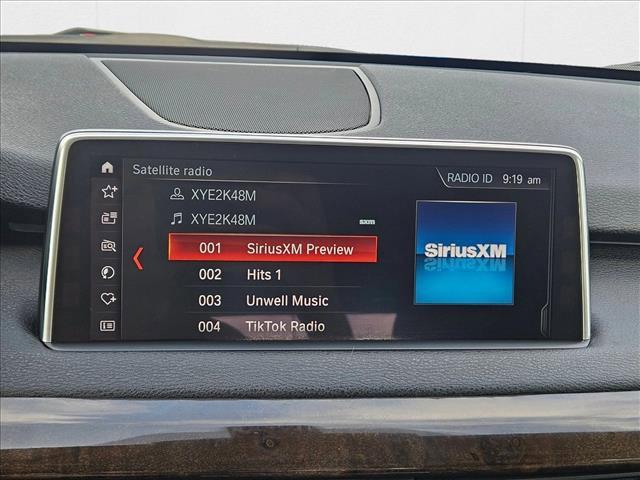 Satellite radio
RADIO ID 9:19 am
XYE2K48M
XYE2K48M
sxm
001 SiriusXM Preview
002 Hits 1
003 Unwell Music
004 TikTok Radio
SiriusXM